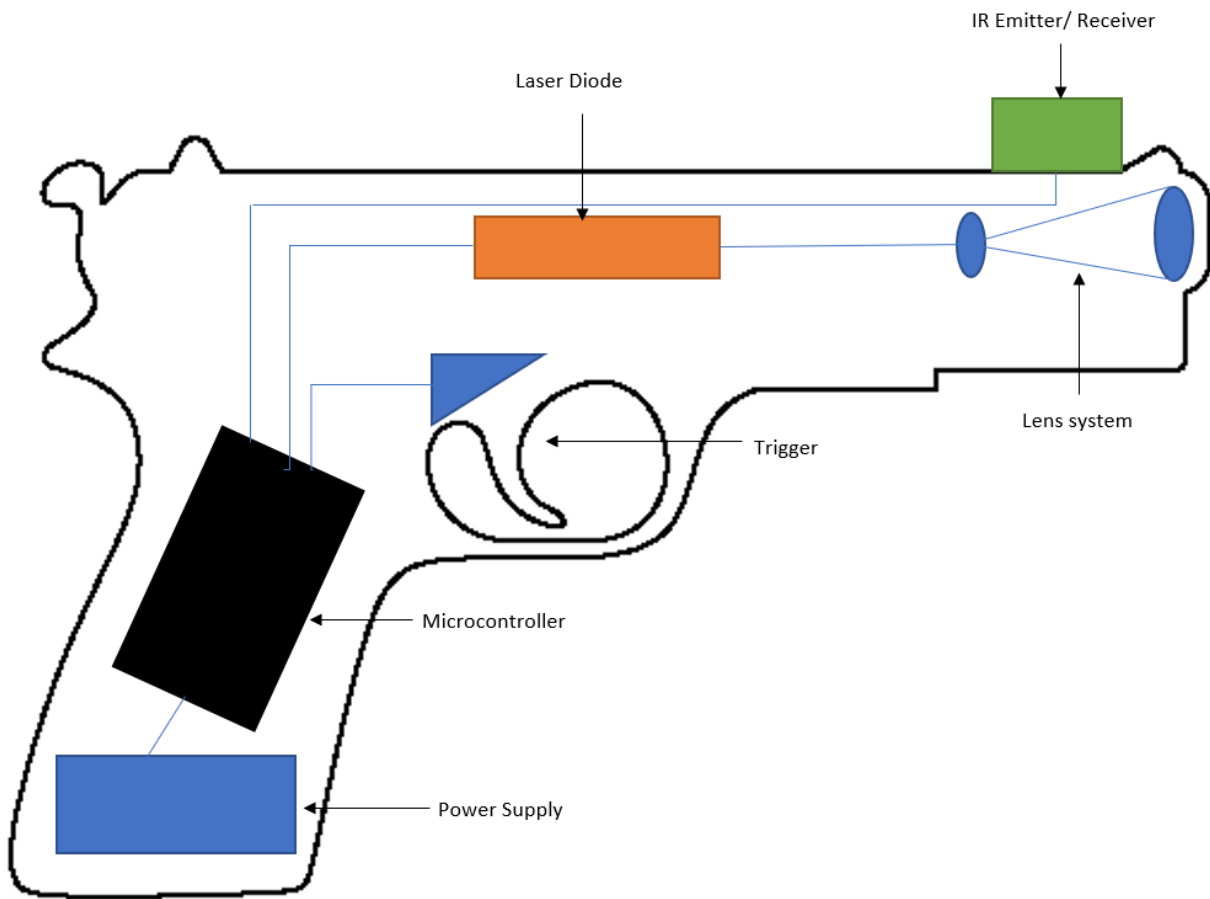 IR Emitter/ Receiver
Laser Diode
Lens system
Trigger
Microcontroller
Power Supply